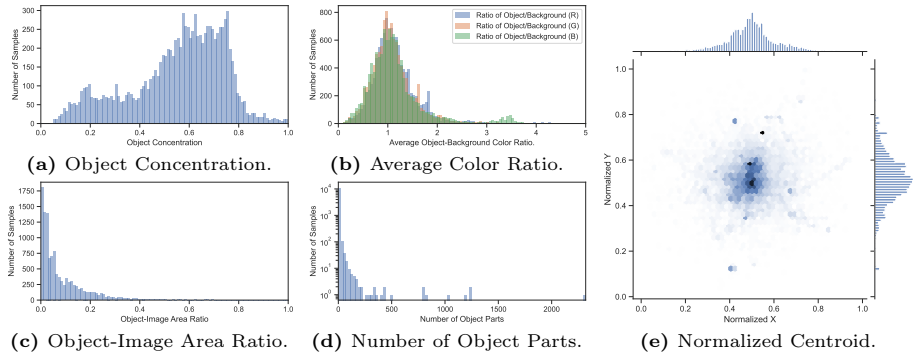 300
250
200
150
100
50
0
Number of Samples
0.0 0.2 0.4 0.6 0.8 1.0
Object Concentration
(a) Object Concentration.
800
600
400
200
0
Number of Samples
Ratio of Object/Background (R)
Ratio of Object/Background (G)
Ratio of Object/Background (B)
0 1 2 3 4 5
Average Object-Background Color Ratio.
(b) Average Color Ratio.
1750
1500
1250
1000
750
500
250
0
Number of Samples
0.0 0.2 0.4 0.6 0.8 1.0
Object-Image Area Ratio
(c) Object-Image Area Ratio.
10^4
10^3
10^2
10^1
10^0
Number of Samples
0 500 1000 1500 2000
Number of Object Parts
(d) Number of Object Parts.
1.0
0.8
0.6
0.4
0.2
0.0
Normalized Y
0.0 0.2 0.4 0.6 0.8 1.0
Normalized X
(e) Normalized Centroid.